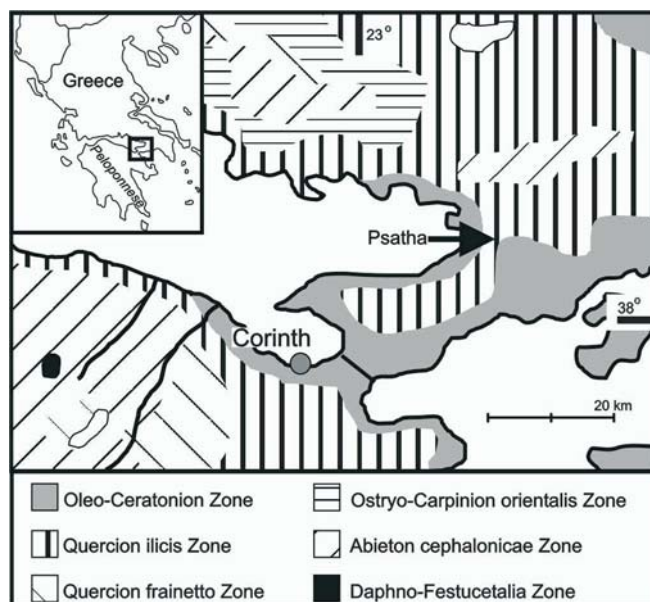 Greece
Peloponnese
23°
Psatha
38°
Corinth
20 km
Oleo-Ceratonion Zone
Ostryo-Carpinion orientalis Zone
Quercion ilicis Zone
Abieton cephalonicae Zone
Quercion frainetto Zone
Daphno-Festucetalia Zone